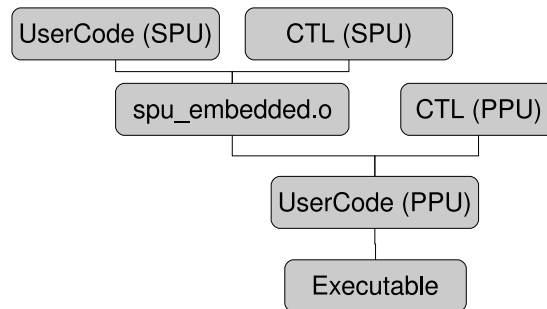 UserCode (SPU)
CTL (SPU)
spu_embedded.o
CTL (PPU)
UserCode (PPU)
Executable